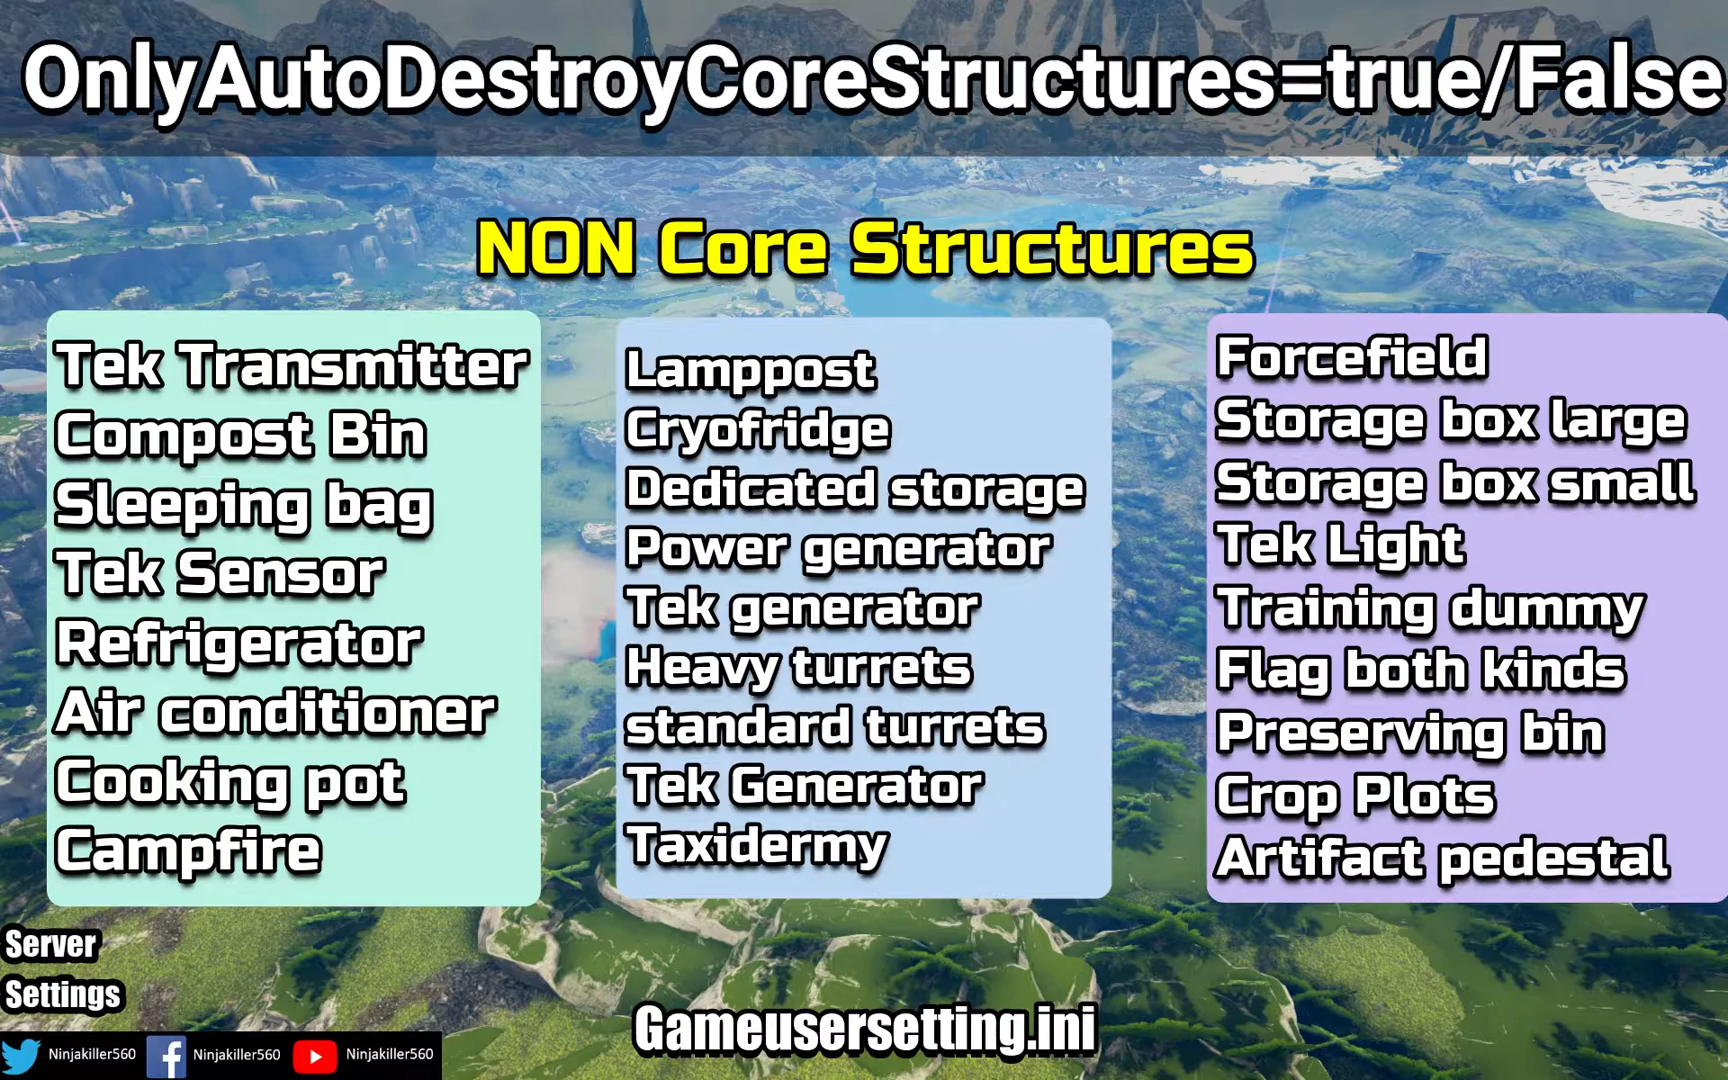 OnlyAutoDestroyCoreStructures=true/False
NON Core Structures
Tek Transmitter
Compost Bin
Sleeping bag
Tek Sensor
Refrigerator
Air conditioner
Cooking pot
Campfire
Lamppost
Cryofridge
Dedicated storage
Power generator
Tek generator
Heavy turrets
standard turrets
Tek Generator
Taxidermy
Forcefield
Storage box large
Storage box small
Tek Light
Training dummy
Flag both kinds
Preserving bin
Crop Plots
Artifact pedestal
Server
Settings
Gameusersetting.ini
Ninjakiller560 Ninjakiller560 Ninjakiller560